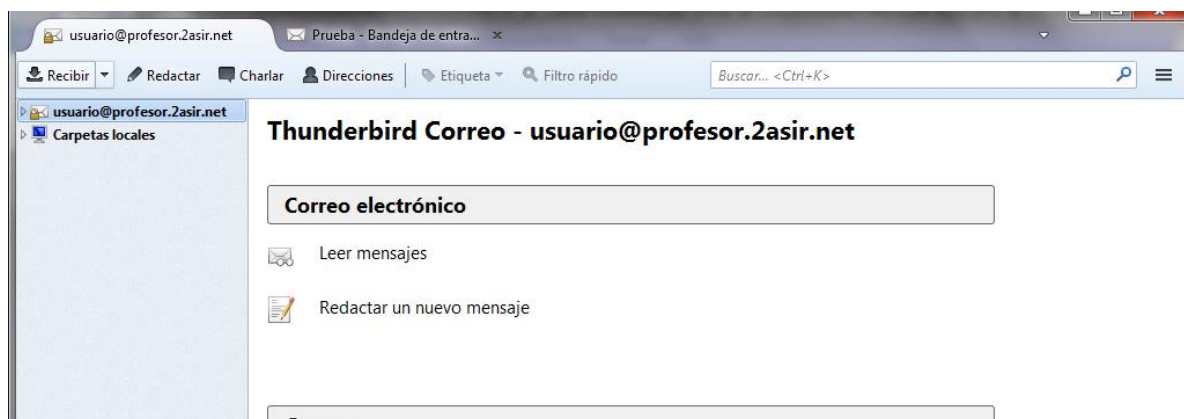 usuario@profesor.2asir.net Prueba - Bandeja de entra...
Recibir Redactar Charlar Direcciones Etiqueta Filtro rápido Buscar... <Ctrl+K>
usuario@profesor.2asir.net
Carpetas locales
Thunderbird Correo - usuario@profesor.2asir.net
Correo electrónico
Leer mensajes
Redactar un nuevo mensaje